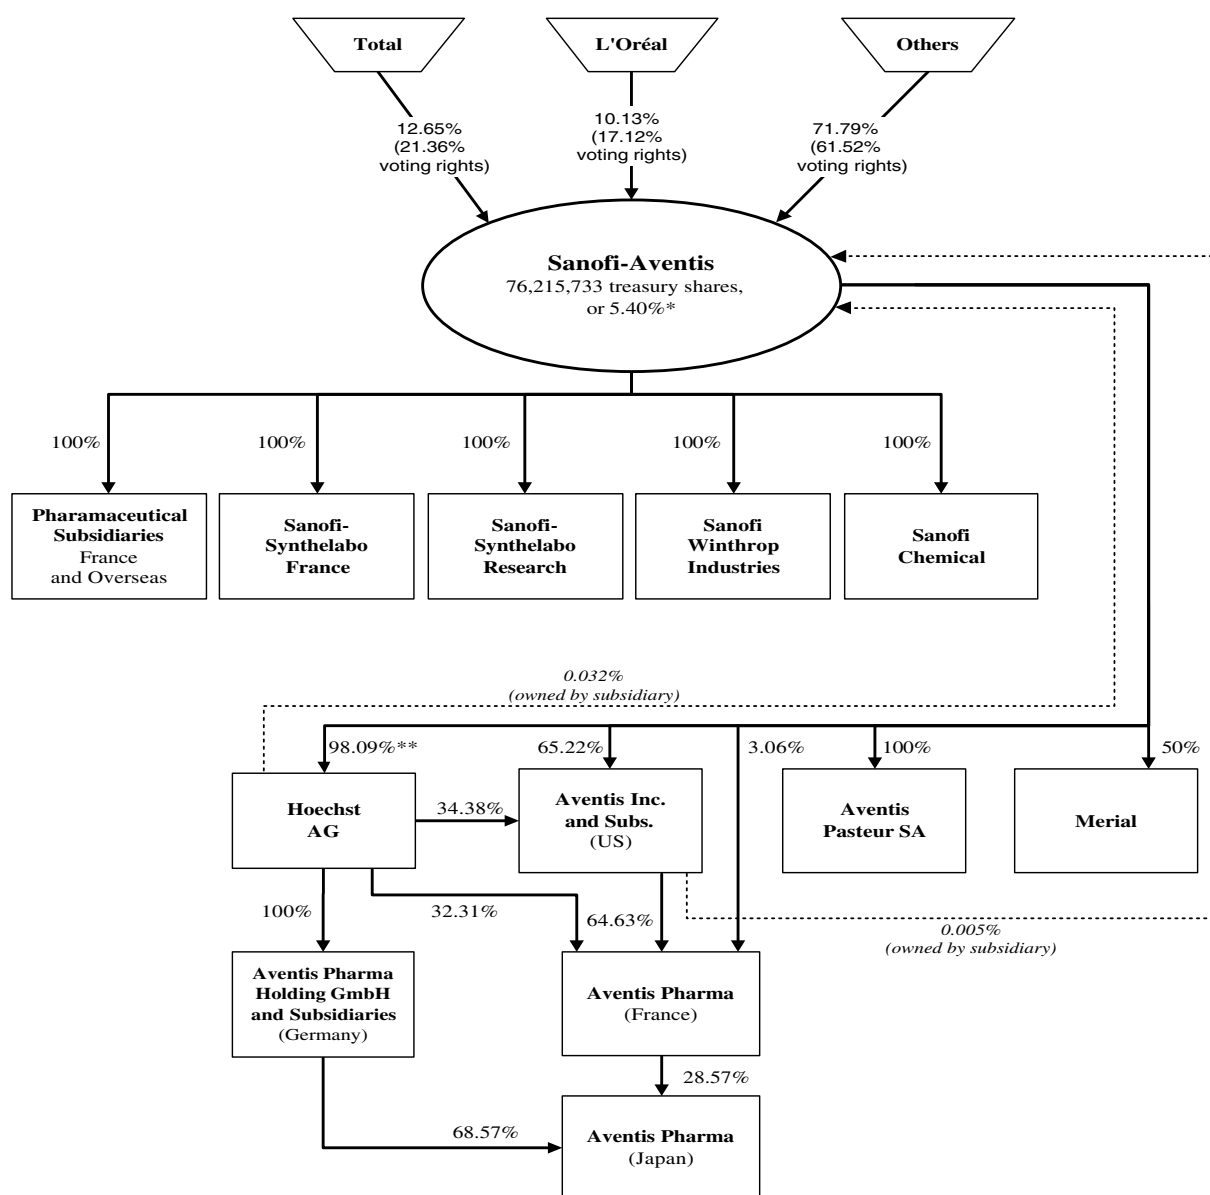 Total
L'Oréal
Others
12.65%
(21.36%
voting rights)
10.13%
(17.12%
voting rights)
71.79%
(61.52%
voting rights)
Sanofi-Aventis
76,215,733 treasury shares,
or 5.40%*
100%
100%
100%
100%
100%
Pharamaceutical
Subsidiaries
France
and Overseas
Sanofi-
Synthelabo
France
Sanofi-
Synthelabo
Research
Sanofi
Winthrop
Industries
Sanofi
Chemical
0.032%
(owned by subsidiary)
98.09%**
65.22%
3.06%
100%
50%
Hoechst
AG
34.38%
Aventis Inc.
and Subs.
(US)
Aventis
Pasteur SA
Merial
100%
32.31%
64.63%
0.005%
(owned by subsidiary)
Aventis Pharma
Holding GmbH
and Subsidiaries
(Germany)
Aventis Pharma
(France)
28.57%
68.57%
Aventis Pharma
(Japan)